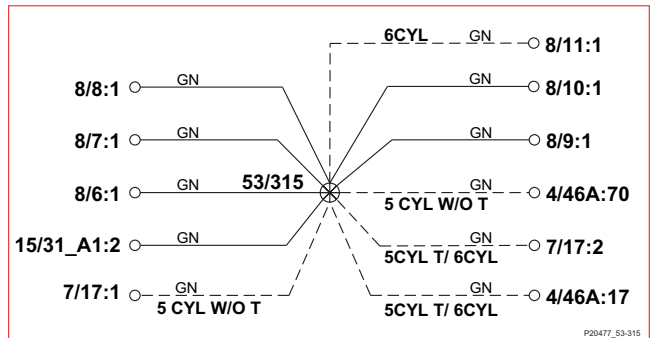 6CYL GN 8/11:1
8/8:1 GN GN 8/10:1
8/7:1 GN GN 8/9:1
8/6:1 GN 53/315 GN 4/46A:70
5 CYL W/O T
15/31_A1:2 GN GN 7/17:2
5CYL T/ 6CYL
7/17:1 GN GN 4/46A:17
5 CYL W/O T 5CYL T/ 6CYL
P20477_53-315